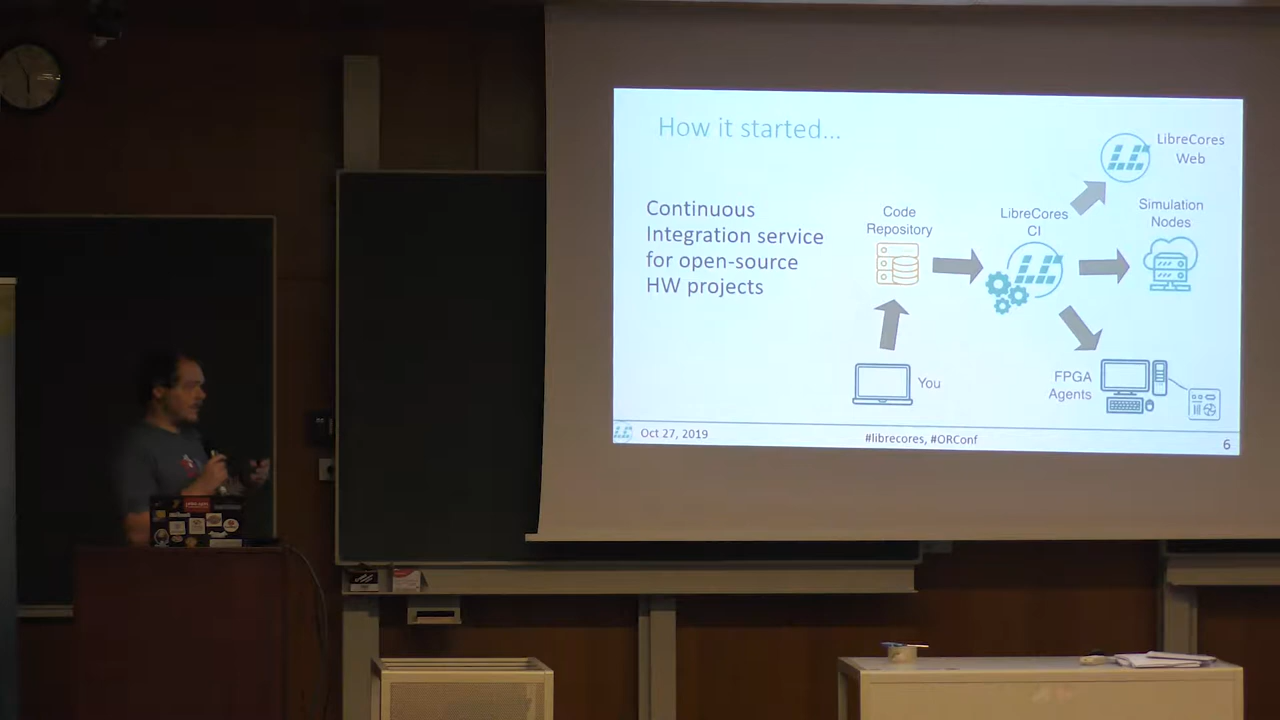 How it started...
LibreCores
Web
Continuous
Integration service
for open-source
HW projects
Code
Repository
LibreCores
CI
Simulation
Nodes
You
FPGA
Agents
Oct 27, 2019
#librecores, #ORConf
6